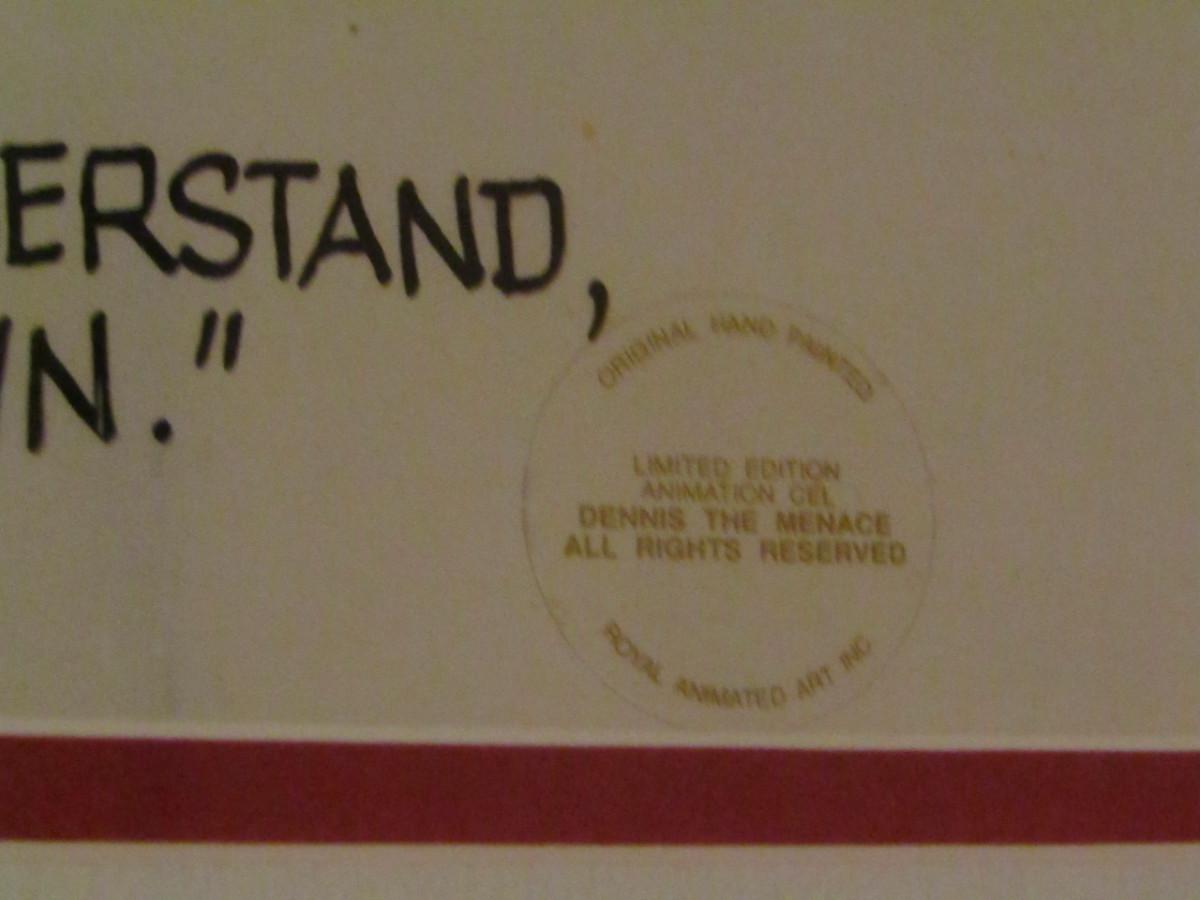 ERSTAND,
N."
ORIGINAL HAND PAINTED
LIMITED EDITION
ANIMATION CEL
DENNIS THE MENACE
ALL RIGHTS RESERVED
ROYAL ANIMATED ART INC